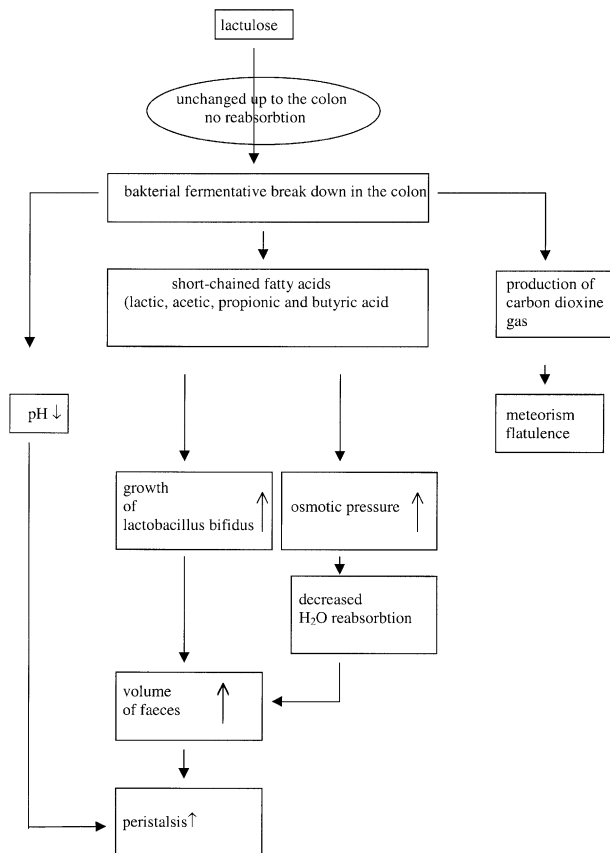 lactulose
unchanged up to the colon
no reabsorbtion
bakterial fermentative break down in the colon
short-chained fatty acids
(lactic, acetic, propionic and butyric acid
production of
carbon dioxine
gas
pH ↓
meteorism
flatulence
growth
of
lactobacillus bifidus ↑
osmotic pressure ↑
decreased
H₂O reabsorbtion
volume
of faeces ↑
peristalsis↑